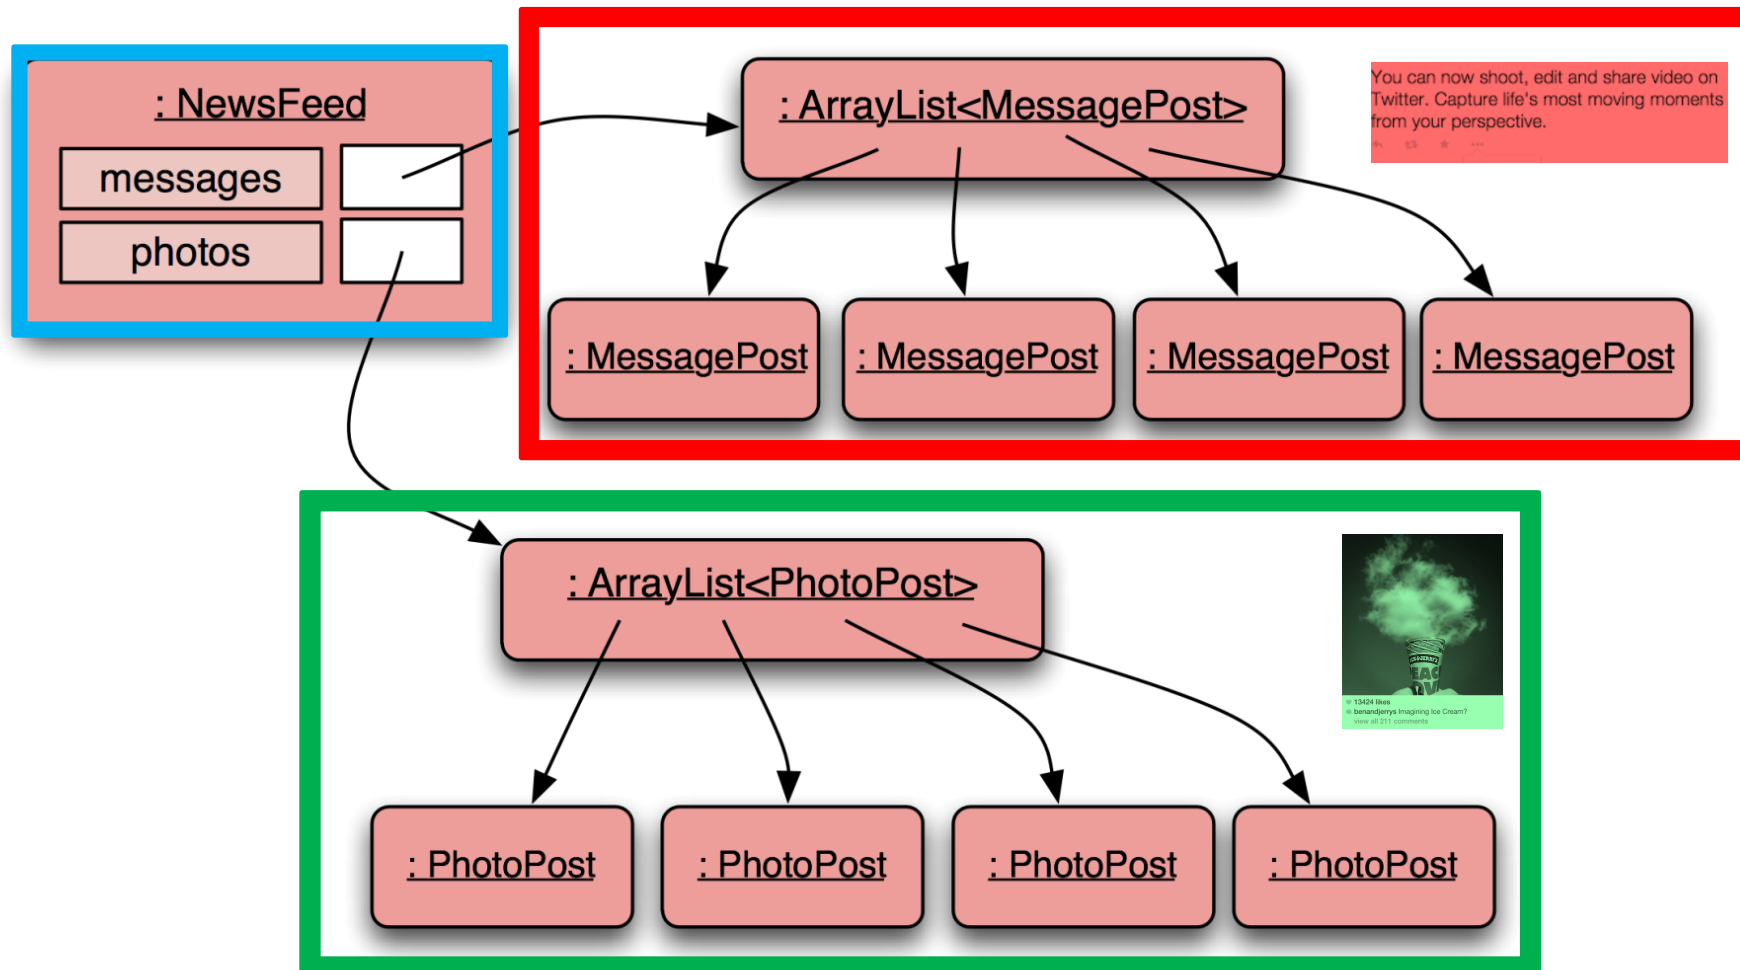 : NewsFeed
messages
photos
: ArrayList<MessagePost>
You can now shoot, edit and share video on
Twitter. Capture life's most moving moments
from your perspective.
: MessagePost
: MessagePost
: MessagePost
: MessagePost
: ArrayList<PhotoPost>
13424 likes
benandjerrys Imagining Ice Cream?
view all 211 comments
: PhotoPost
: PhotoPost
: PhotoPost
: PhotoPost